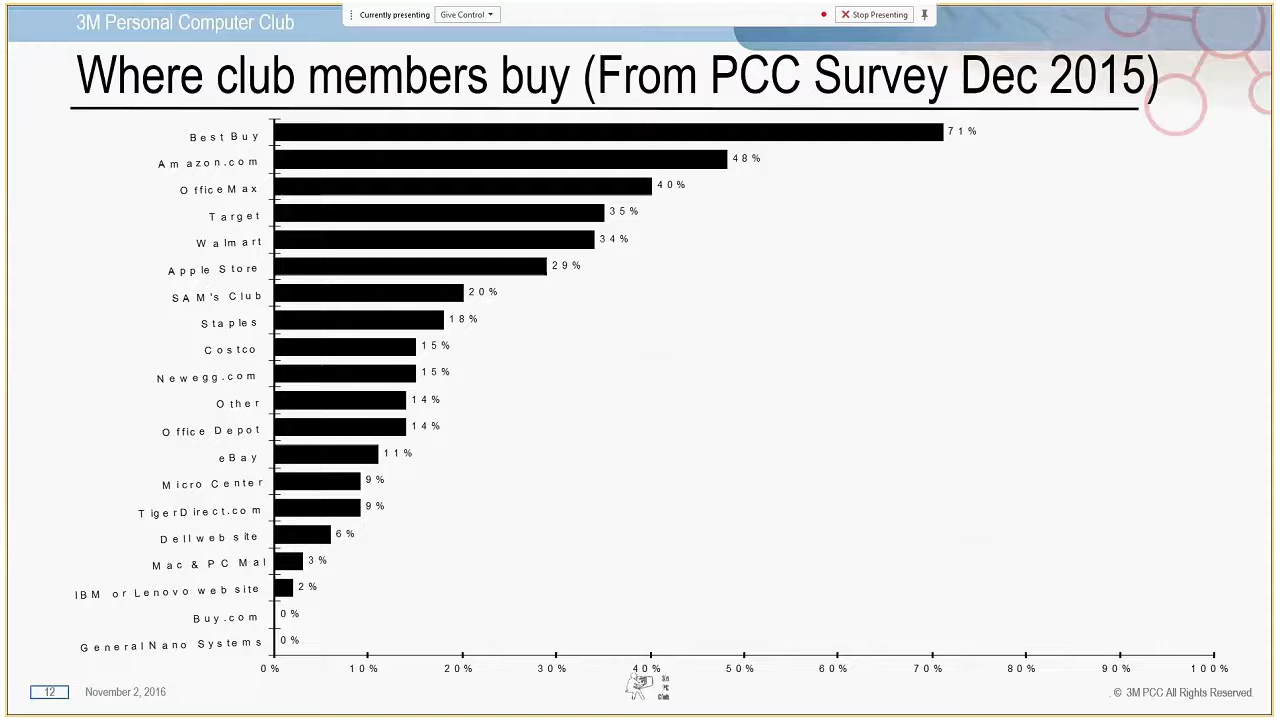 3M Personal Computer Club
Currently presenting Give Control Stop Presenting
Where club members buy (From PCC Survey Dec 2015)
Best Buy 71%
Amazon.com 48%
OfficeMax 40%
Target 35%
Walmart 34%
Apple Store 29%
SAM's Club 20%
Staples 18%
Costco 15%
Newegg.com 15%
Other 14%
Office Depot 14%
eBay 11%
Micro Center 9%
TigerDirect.com 9%
Dell web site 6%
Mac & PC Mal 3%
IBM or Lenovo web site 2%
Buy.com 0%
General Nano Systems 0%
0% 10% 20% 30% 40% 50% 60% 70% 80% 90% 100%
3M
PC
Club
12 November 2, 2016 © 3M PCC All Rights Reserved.